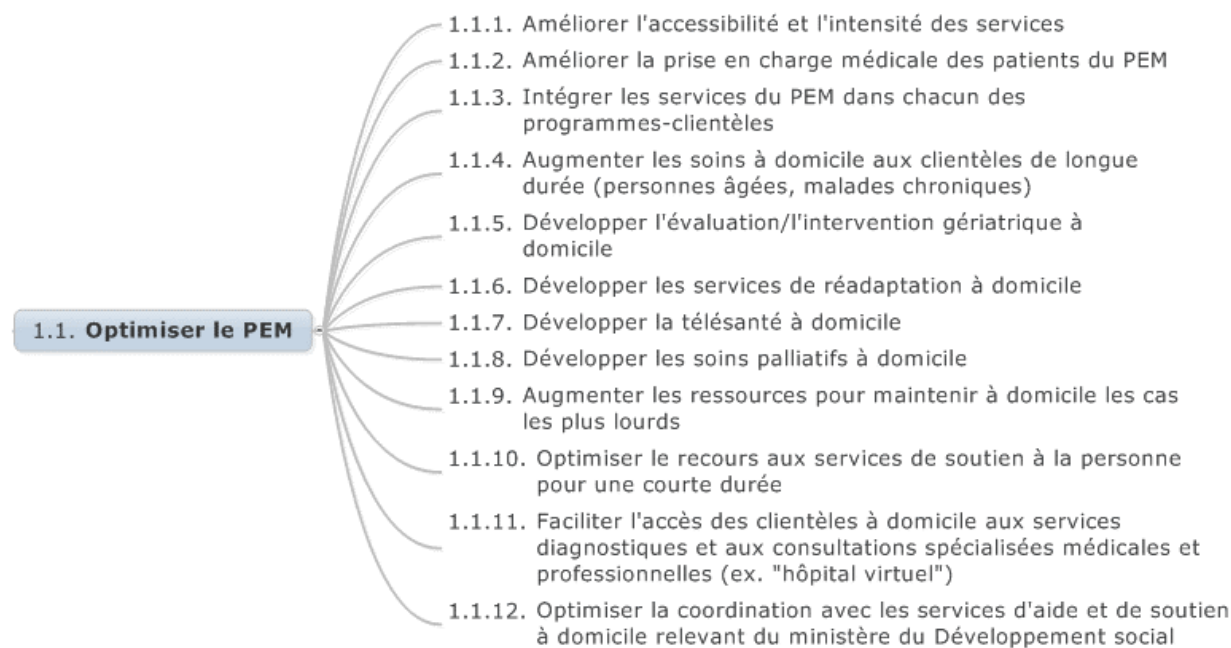 1.1. Optimiser le PEM
1.1.1. Améliorer l'accessibilité et l'intensité des services
1.1.2. Améliorer la prise en charge médicale des patients du PEM
1.1.3. Intégrer les services du PEM dans chacun des
programmes-clientèles
1.1.4. Augmenter les soins à domicile aux clientèles de longue
durée (personnes âgées, malades chroniques)
1.1.5. Développer l'évaluation/l'intervention gériatrique à
domicile
1.1.6. Développer les services de réadaptation à domicile
1.1.7. Développer la télésanté à domicile
1.1.8. Développer les soins palliatifs à domicile
1.1.9. Augmenter les ressources pour maintenir à domicile les cas
les plus lourds
1.1.10. Optimiser le recours aux services de soutien à la personne
pour une courte durée
1.1.11. Faciliter l'accès des clientèles à domicile aux services
diagnostiques et aux consultations spécialisées médicales et
professionnelles (ex. "hôpital virtuel")
1.1.12. Optimiser la coordination avec les services d'aide et de soutien
à domicile relevant du ministère du Développement social